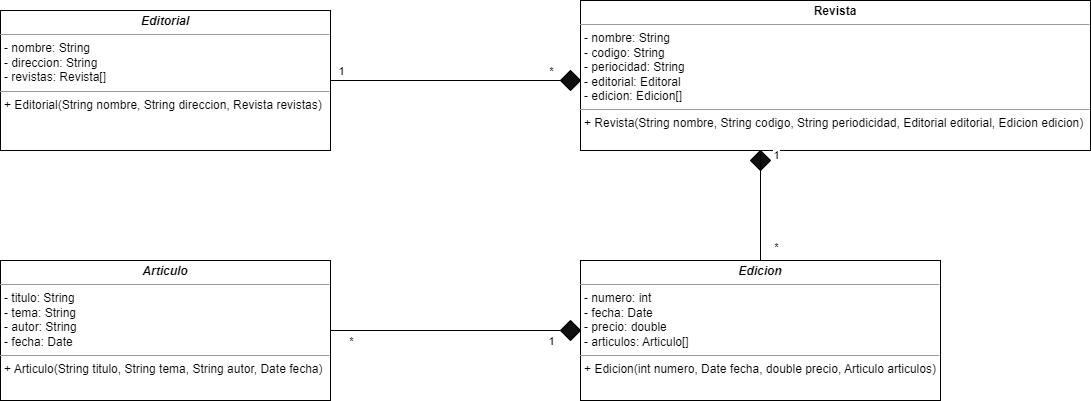 Editorial
- nombre: String
- direccion: String
- revistas: Revista[]
+ Editorial(String nombre, String direccion, Revista revistas)
1
*
Revista
- nombre: String
- codigo: String
- periocidad: String
- editorial: Editoral
- edicion: Edicion[]
+ Revista(String nombre, String codigo, String periodicidad, Editorial editorial, Edicion edicion)
1
*
Articulo
- titulo: String
- tema: String
- autor: String
- fecha: Date
+ Articulo(String titulo, String tema, String autor, Date fecha)
*
1
Edicion
- numero: int
- fecha: Date
- precio: double
- articulos: Articulo[]
+ Edicion(int numero, Date fecha, double precio, Articulo articulos)